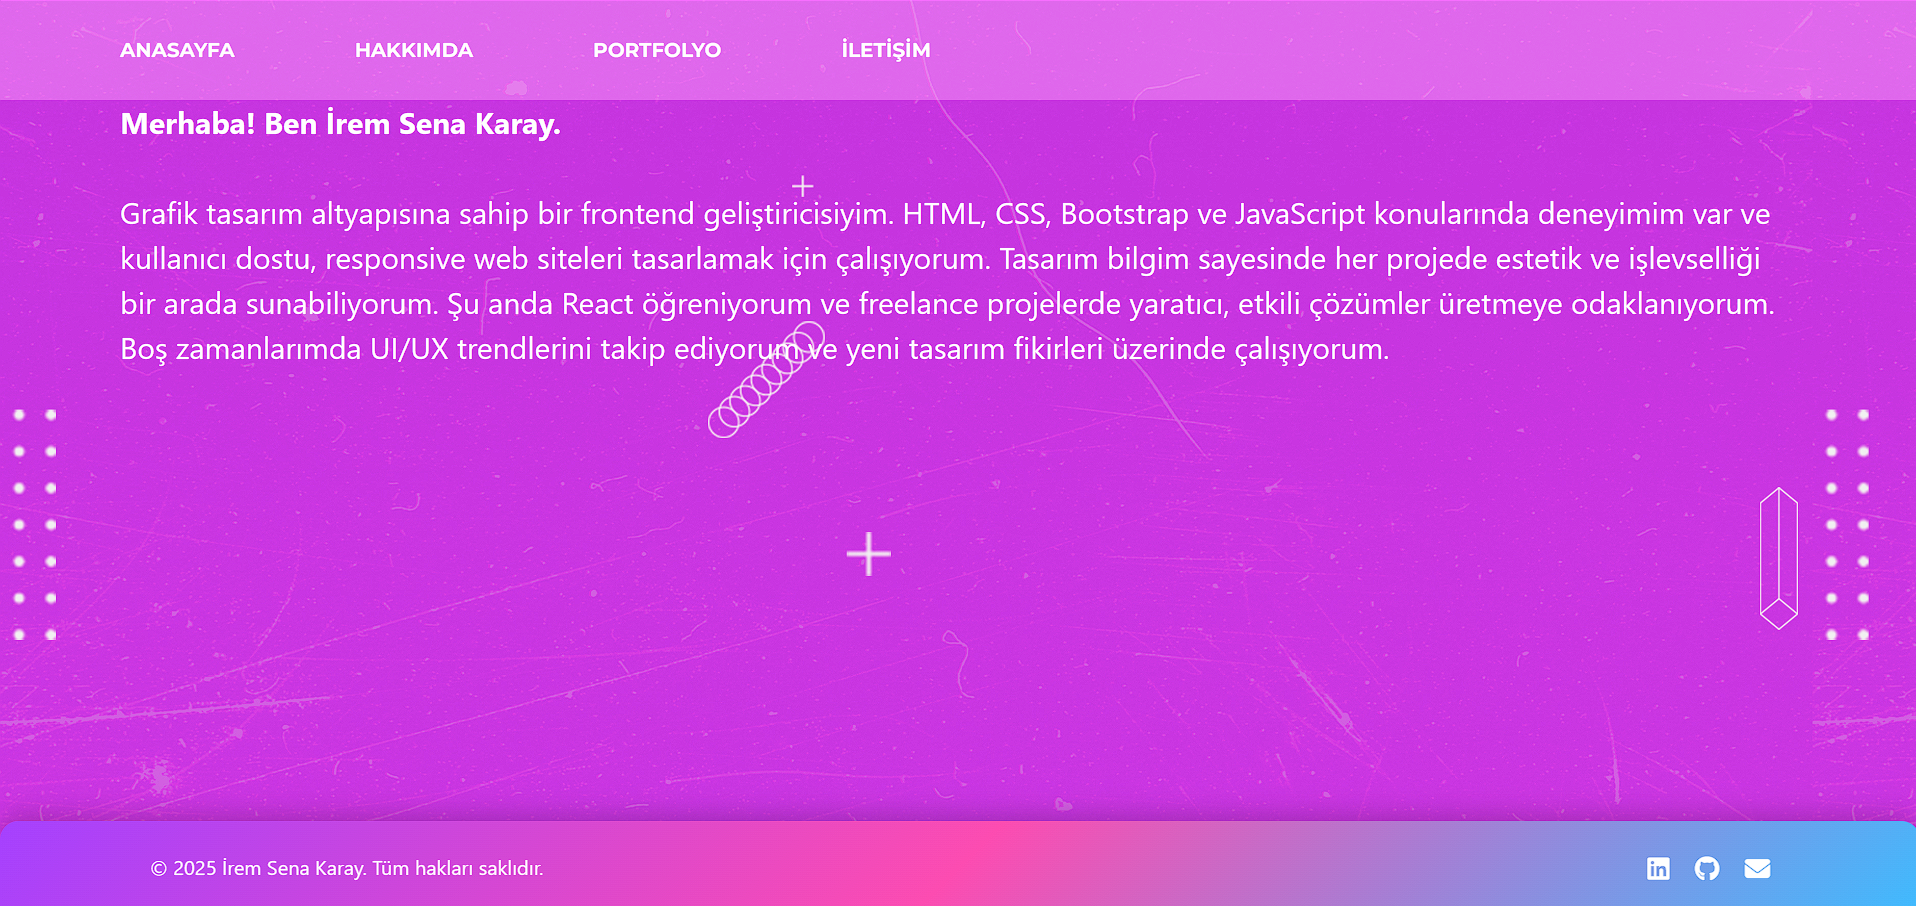 ANASAYFA HAKKIMDA PORTFOLYO İLETİŞİM
Merhaba! Ben İrem Sena Karay.
Grafik tasarım altyapısına sahip bir frontend geliştiricisiyim. HTML, CSS, Bootstrap ve JavaScript konularında deneyimim var ve
kullanıcı dostu, responsive web siteleri tasarlamak için çalışıyorum. Tasarım bilgim sayesinde her projede estetik ve işlevselliği
bir arada sunabiliyorum. Şu anda React öğreniyorum ve freelance projelerde yaratıcı, etkili çözümler üretmeye odaklanıyorum.
Boş zamanlarımda UI/UX trendlerini takip ediyorum ve yeni tasarım fikirleri üzerinde çalışıyorum.
© 2025 İrem Sena Karay. Tüm hakları saklıdır.